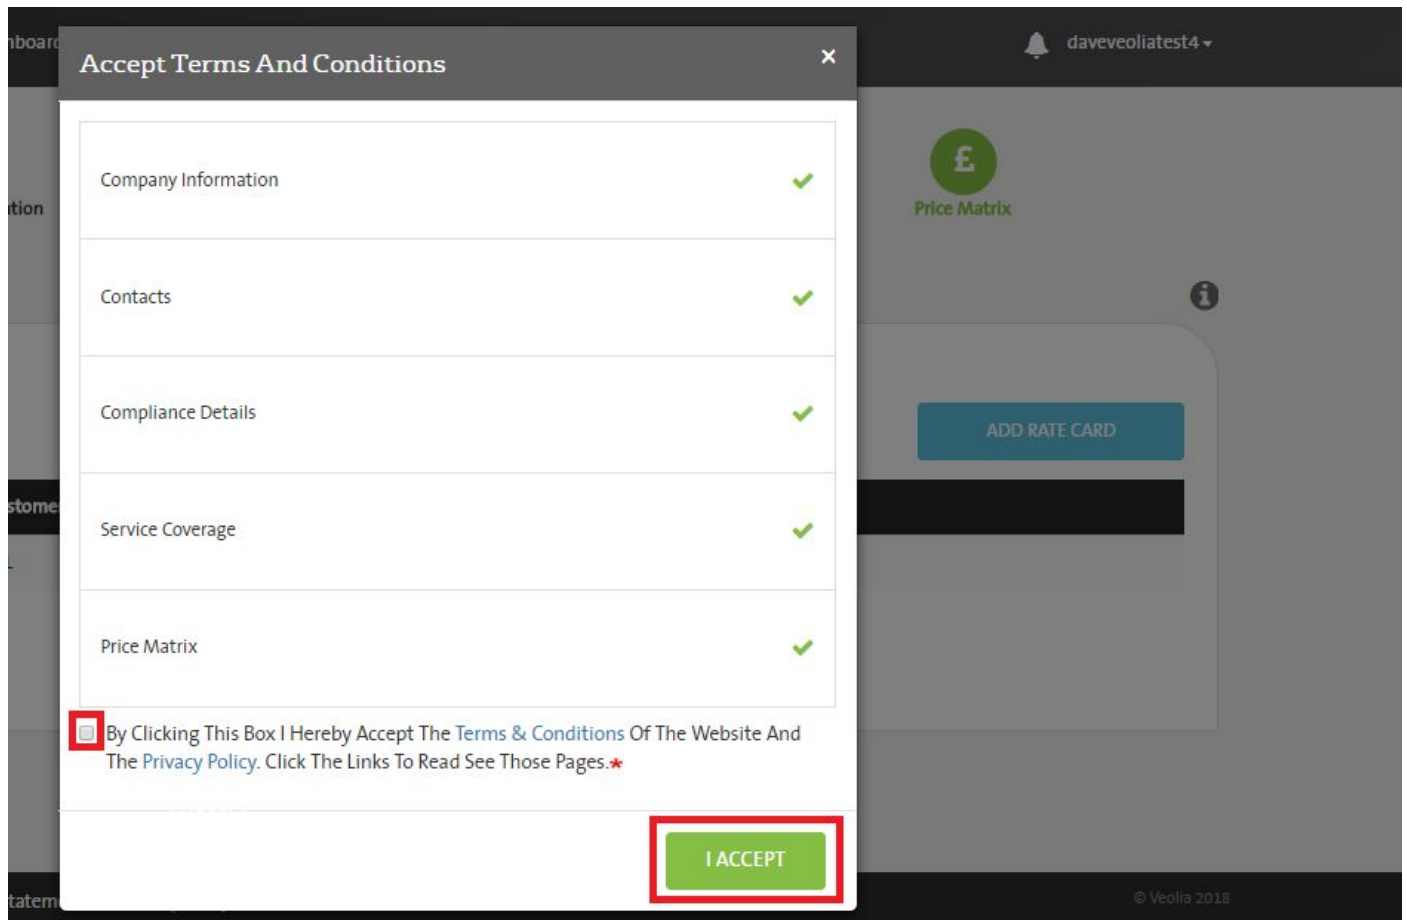 Accept Terms And Conditions
×
daveveoliatest4
Company Information
£
Price Matrix
Contacts
Compliance Details
ADD RATE CARD
Service Coverage
Price Matrix
By Clicking This Box I Hereby Accept The Terms & Conditions Of The Website And
The Privacy Policy. Click The Links To Read See Those Pages.*
I ACCEPT
© Veolia 2018